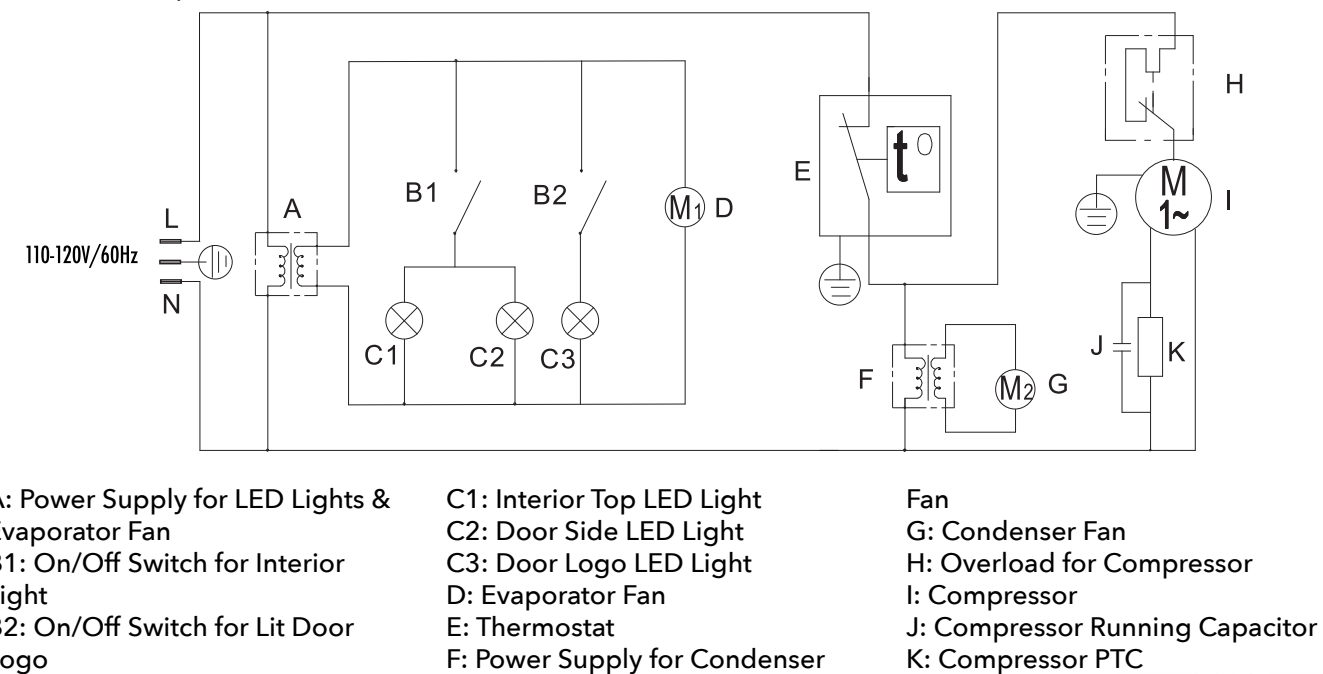 H
E
B1
B2
M1
D
A
L
110-120V/60Hz
N
t°
M
1~
I
C1
C2
C3
F
M2
G
J
K
A: Power Supply for LED Lights &
Evaporator Fan
B1: On/Off Switch for Interior
ight
B2: On/Off Switch for Lit Door
ogo
C1: Interior Top LED Light
C2: Door Side LED Light
C3: Door Logo LED Light
D: Evaporator Fan
E: Thermostat
F: Power Supply for Condenser
Fan
G: Condenser Fan
H: Overload for Compressor
I: Compressor
J: Compressor Running Capacitor
K: Compressor PTC